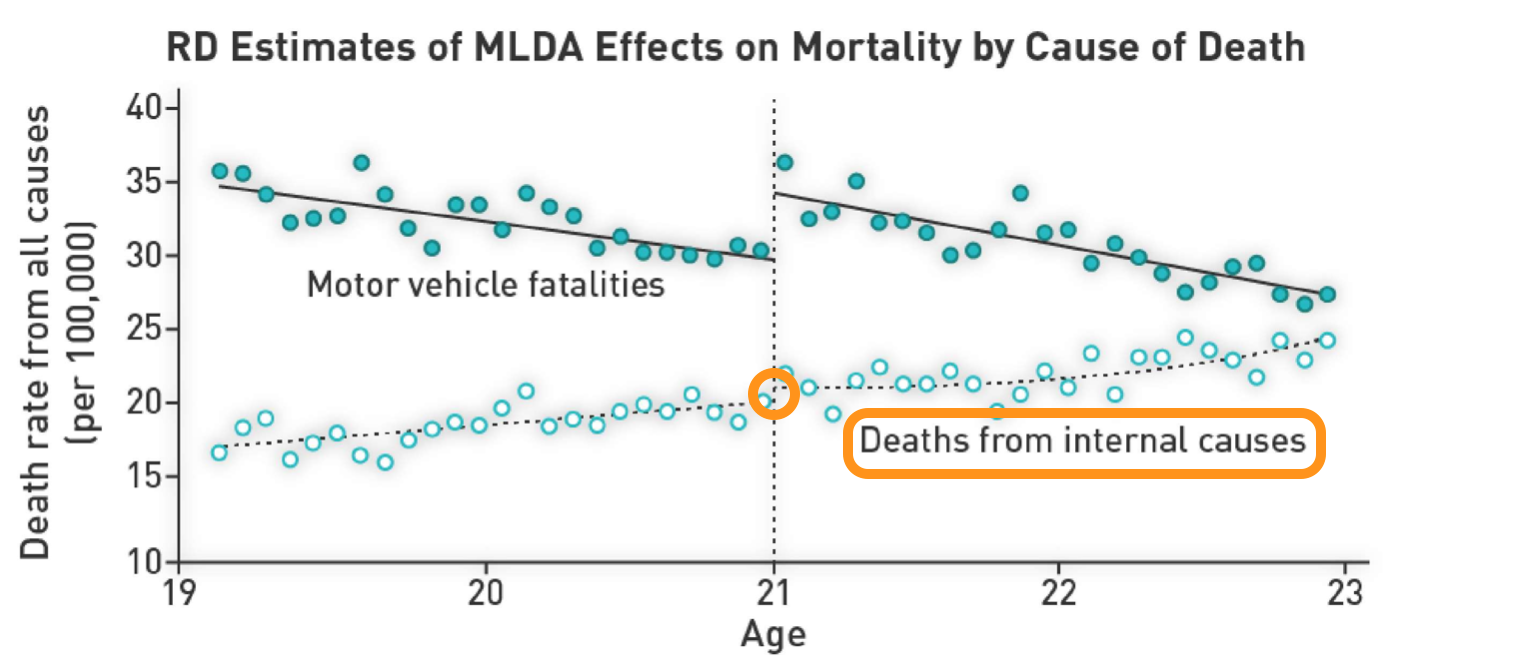 RD Estimates of MLDA Effects on Mortality by Cause of Death
Death rate from all causes
(per 100,000)
40
35
30
25
20
15
10
Motor vehicle fatalities
Deaths from internal causes
19
20
21
22
23
Age